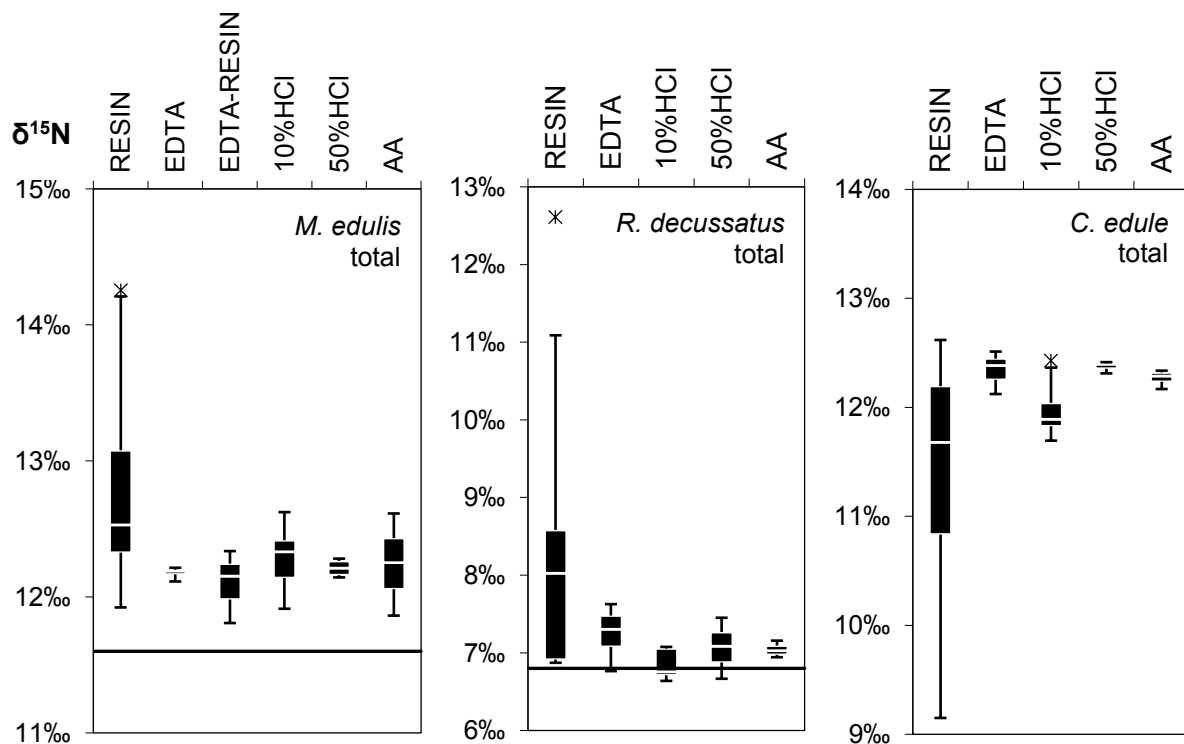 δ¹⁵N
RESIN
EDTA
EDTA-RESIN
10%HCl
50%HCl
AA
15‰
14‰
13‰
12‰
11‰
M. edulis
total
RESIN
EDTA
10%HCl
50%HCl
AA
13‰
12‰
11‰
10‰
9‰
8‰
7‰
6‰
R. decussatus
total
RESIN
EDTA
10%HCl
50%HCl
AA
14‰
13‰
12‰
11‰
10‰
9‰
C. edule
total